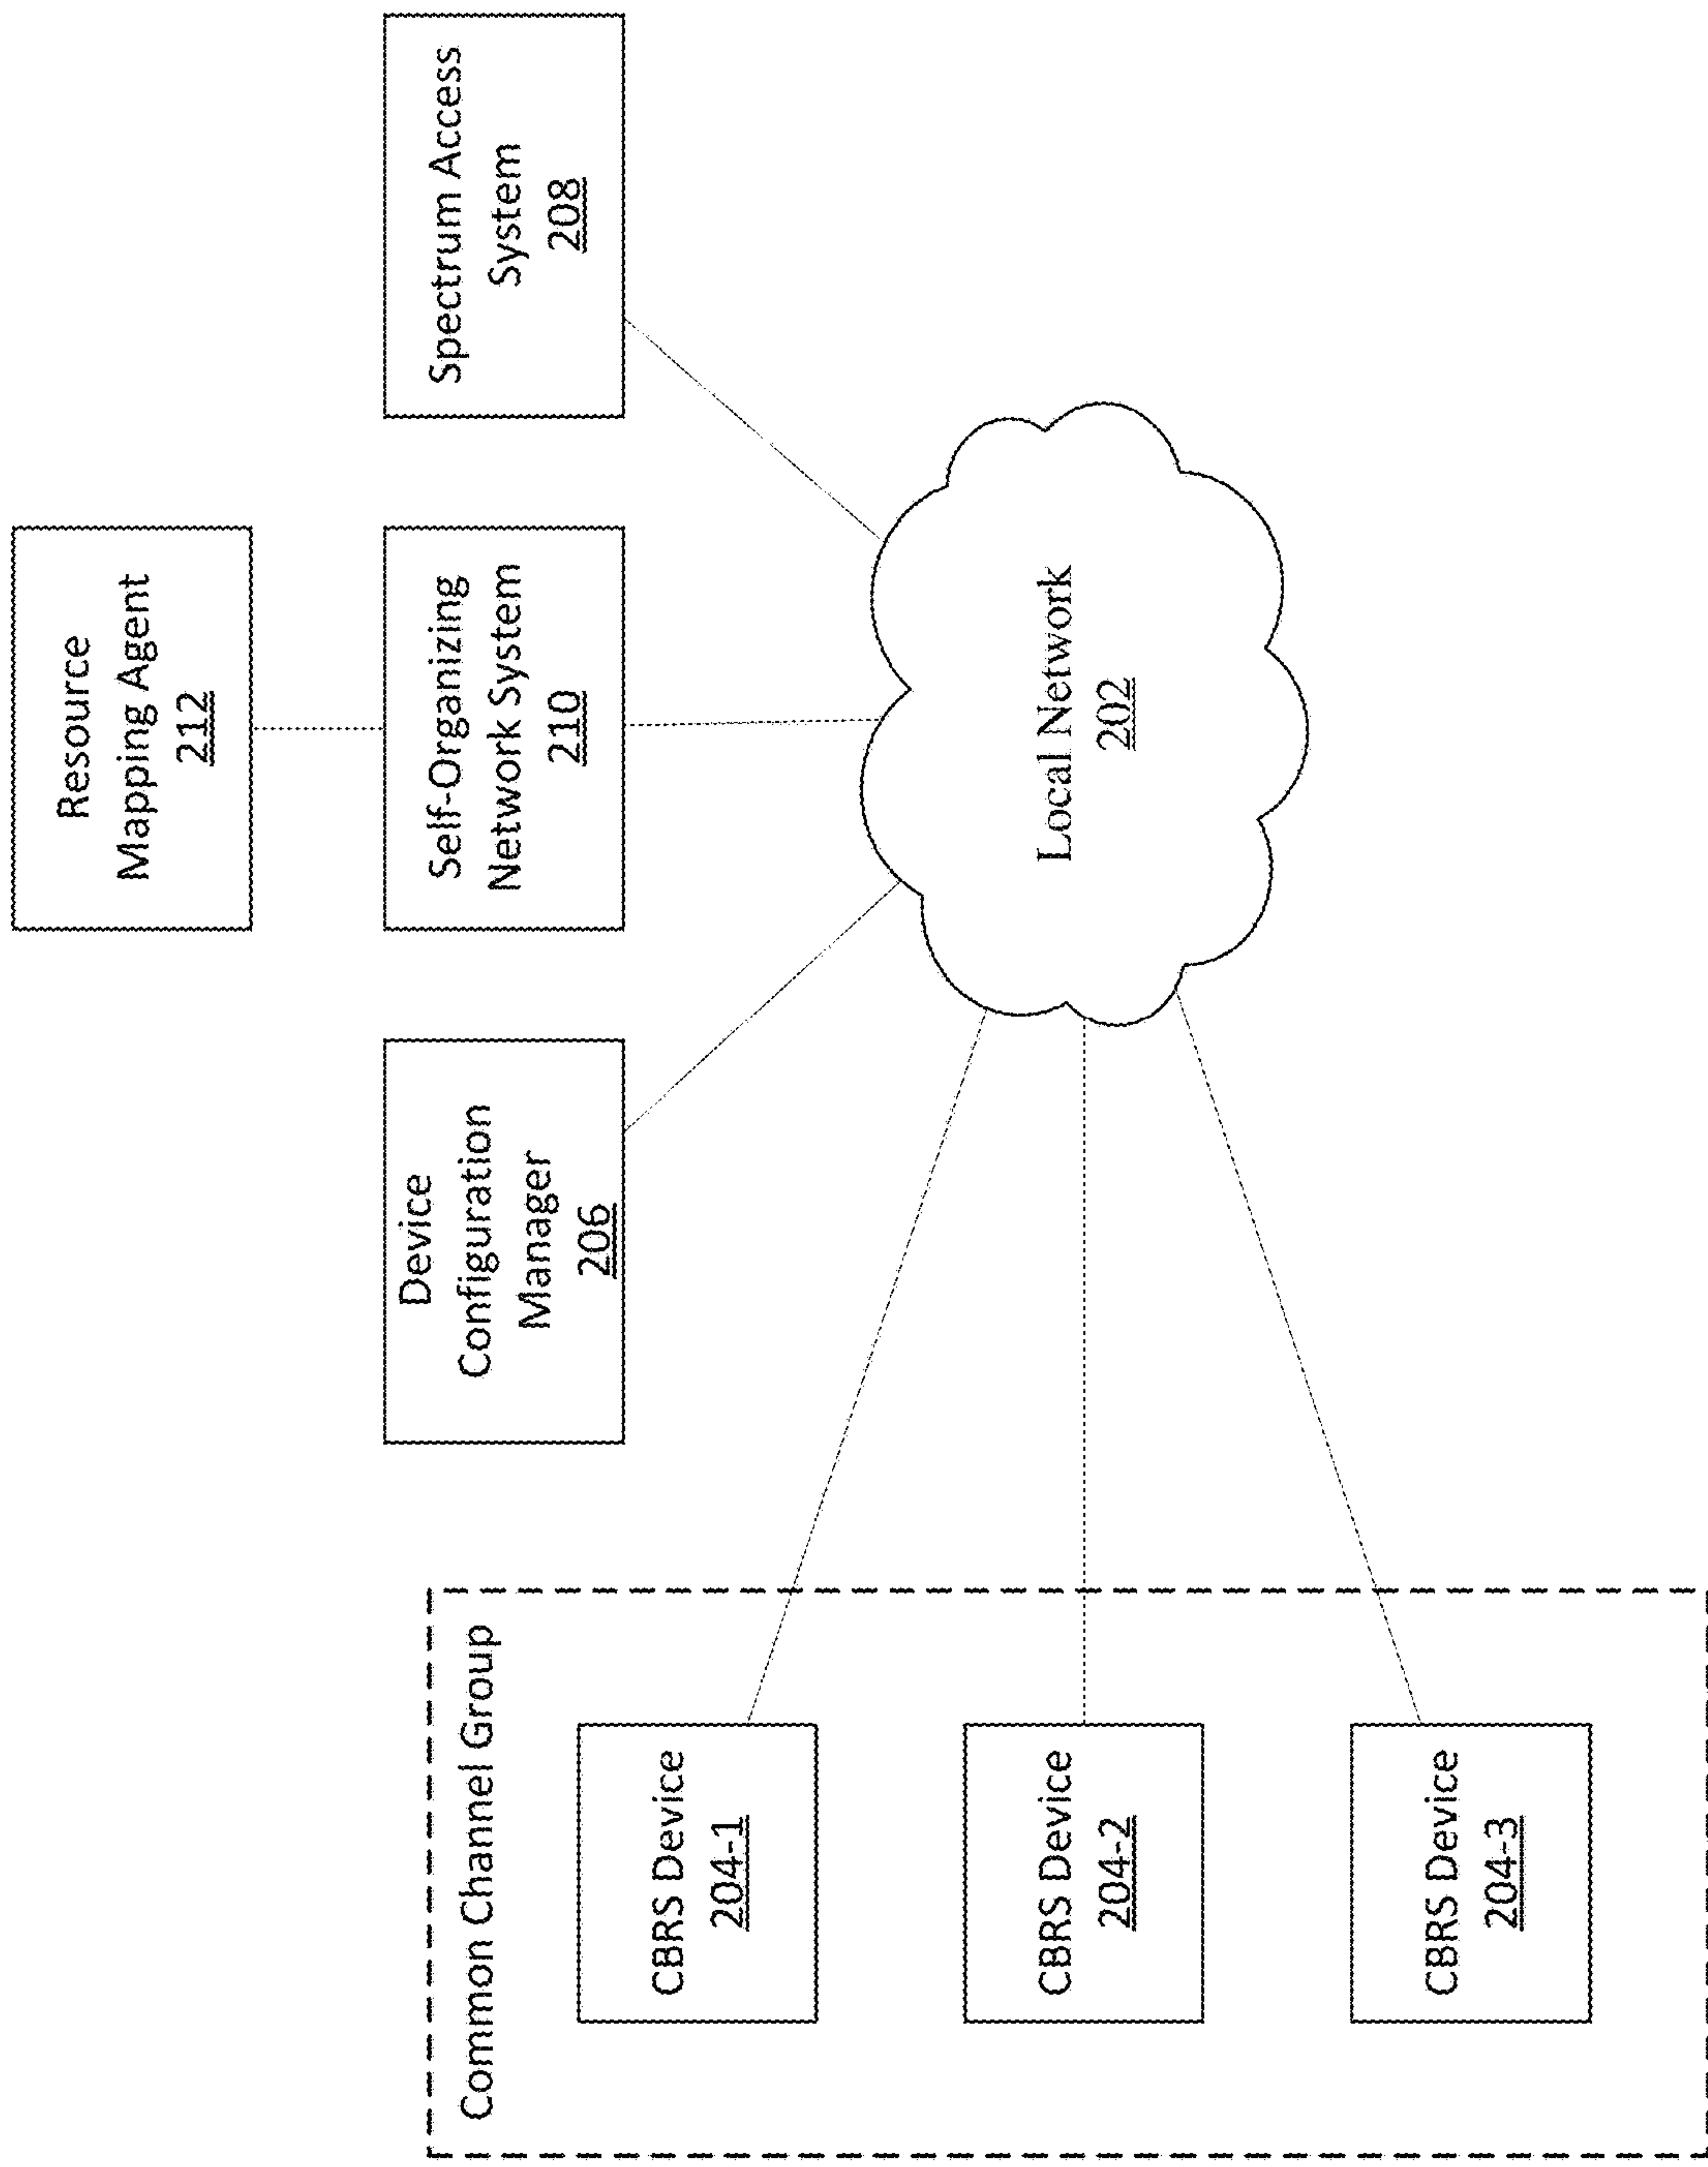 Resource
Mapping Agent
212
Device
Configuration
Manager
206
Self-Organizing
Network System
210
Spectrum Access
System
208
Common Channel Group
CBRS Device
204-1
CBRS Device
204-2
CBRS Device
204-3
Local Network
202